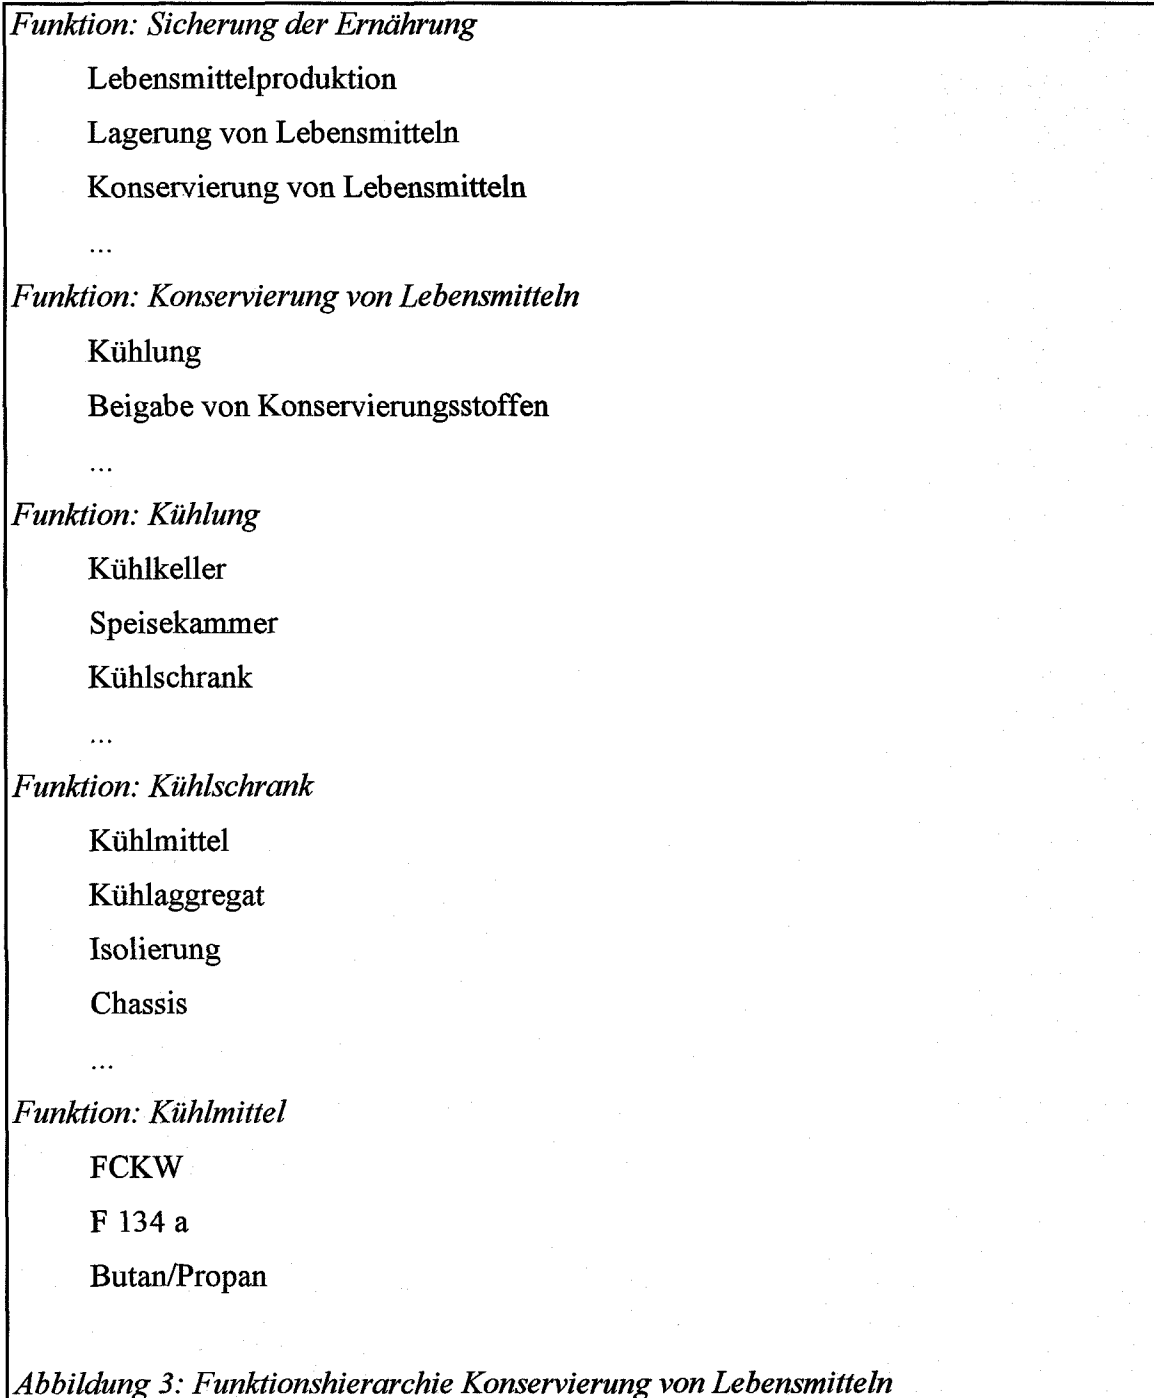 Funktion: Sicherung der Ernährung
Lebensmittelproduktion
Lagerung von Lebensmitteln
Konservierung von Lebensmitteln
...
Funktion: Konservierung von Lebensmitteln
Kühlung
Beigabe von Konservierungsstoffen
...
Funktion: Kühlung
Kühlkeller
Speisekammer
Kühlschrank
...
Funktion: Kühlschrank
Kühlmittel
Kühlaggregat
Isolierung
Chassis
...
Funktion: Kühlmittel
FCKW
F 134 a
Butan/Propan
Abbildung 3: Funktionshierarchie Konservierung von Lebensmitteln